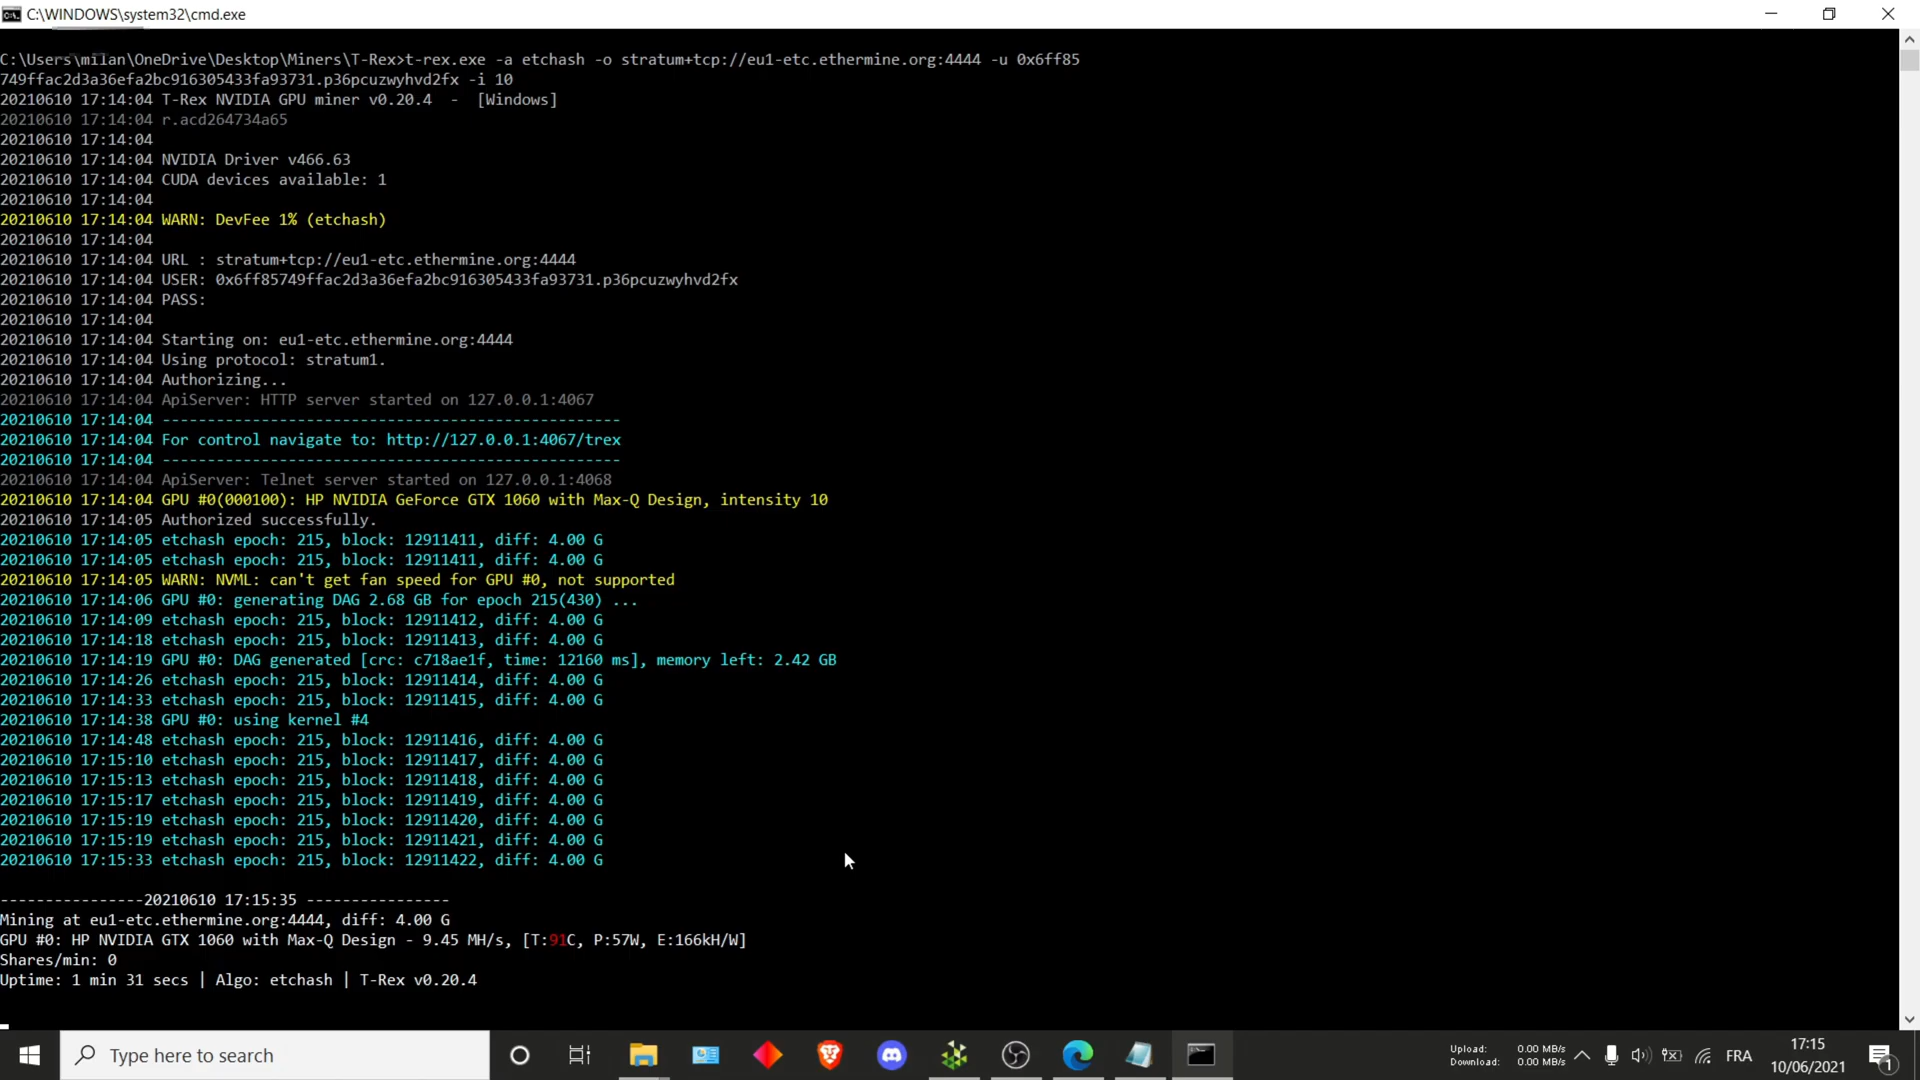 C:\WINDOWS\system32\cmd.exe
C:\Users\milan\OneDrive\Desktop\Miners\T-Rex>t-rex.exe -a etchash -o stratum+tcp://eu1-etc.ethermine.org:4444 -u 0x6ff85
749ffac2d3a36efa2bc916305433fa93731.p36pcuzwyhvd2fx -i 10
20210610 17:14:04 T-Rex NVIDIA GPU miner v0.20.4  -  [Windows]
20210610 17:14:04 r.acd264734a65
20210610 17:14:04
20210610 17:14:04 NVIDIA Driver v466.63
20210610 17:14:04 CUDA devices available: 1
20210610 17:14:04
20210610 17:14:04 WARN: DevFee 1% (etchash)
20210610 17:14:04
20210610 17:14:04 URL : stratum+tcp://eu1-etc.ethermine.org:4444
20210610 17:14:04 USER: 0x6ff85749ffac2d3a36efa2bc916305433fa93731.p36pcuzwyhvd2fx
20210610 17:14:04 PASS:
20210610 17:14:04
20210610 17:14:04 Starting on: eu1-etc.ethermine.org:4444
20210610 17:14:04 Using protocol: stratum1.
20210610 17:14:04 Authorizing...
20210610 17:14:04 ApiServer: HTTP server started on 127.0.0.1:4067
20210610 17:14:04 ---------------------------------------------------
20210610 17:14:04 For control navigate to: http://127.0.0.1:4067/trex
20210610 17:14:04 ---------------------------------------------------
20210610 17:14:04 ApiServer: Telnet server started on 127.0.0.1:4068
20210610 17:14:04 GPU #0(000100): HP NVIDIA GeForce GTX 1060 with Max-Q Design, intensity 10
20210610 17:14:05 Authorized successfully.
20210610 17:14:05 etchash epoch: 215, block: 12911411, diff: 4.00 G
20210610 17:14:05 etchash epoch: 215, block: 12911411, diff: 4.00 G
20210610 17:14:05 WARN: NVML: can't get fan speed for GPU #0, not supported
20210610 17:14:06 GPU #0: generating DAG 2.68 GB for epoch 215(430) ...
20210610 17:14:09 etchash epoch: 215, block: 12911412, diff: 4.00 G
20210610 17:14:18 etchash epoch: 215, block: 12911413, diff: 4.00 G
20210610 17:14:19 GPU #0: DAG generated [crc: c718ae1f, time: 12160 ms], memory left: 2.42 GB
20210610 17:14:26 etchash epoch: 215, block: 12911414, diff: 4.00 G
20210610 17:14:33 etchash epoch: 215, block: 12911415, diff: 4.00 G
20210610 17:14:38 GPU #0: using kernel #4
20210610 17:14:48 etchash epoch: 215, block: 12911416, diff: 4.00 G
20210610 17:15:10 etchash epoch: 215, block: 12911417, diff: 4.00 G
20210610 17:15:13 etchash epoch: 215, block: 12911418, diff: 4.00 G
20210610 17:15:17 etchash epoch: 215, block: 12911419, diff: 4.00 G
20210610 17:15:19 etchash epoch: 215, block: 12911420, diff: 4.00 G
20210610 17:15:19 etchash epoch: 215, block: 12911421, diff: 4.00 G
20210610 17:15:33 etchash epoch: 215, block: 12911422, diff: 4.00 G
----------------20210610 17:15:35 ----------------
Mining at eu1-etc.ethermine.org:4444, diff: 4.00 G
GPU #0: HP NVIDIA GTX 1060 with Max-Q Design - 9.45 MH/s, [T:91C, P:57W, E:166kH/W]
Shares/min: 0
Uptime: 1 min 31 secs | Algo: etchash | T-Rex v0.20.4
Type here to search
Upload: 0.00 MB/s
Download: 0.00 MB/s
FRA
17:15
10/06/2021
1